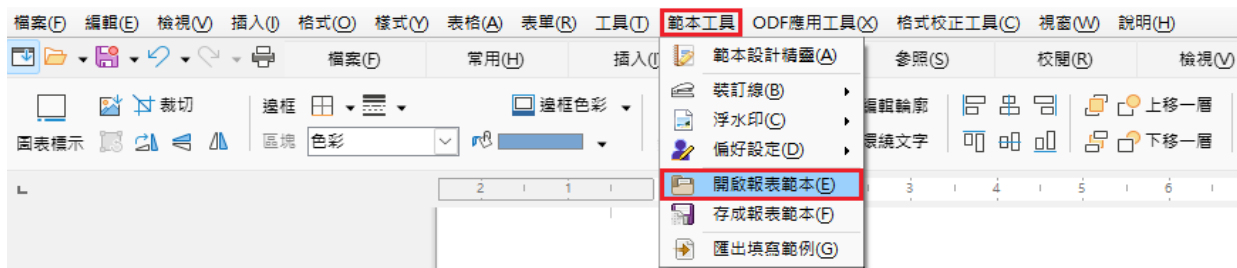 檔案(F) 編輯(E) 檢視(V) 插入(I) 格式(O) 樣式(Y) 表格(A) 表單(R) 工具(T) 範本工具 ODF應用工具(X) 格式校正工具(C) 視窗(W) 說明(H)
檔案(F) 常用(H) 插入(I 參照(S) 校閱(R) 檢視(V)
範本設計精靈(A)
裝訂線(B)
浮水印(C)
偏好設定(D)
開啟報表範本(E)
存成報表範本(F)
匯出填寫範例(G)
裁切 邊框 邊框色彩 編輯輪廓 上移一層
圖表標示 區塊 色彩 環繞文字 下移一層
2 1 3 4 5 6